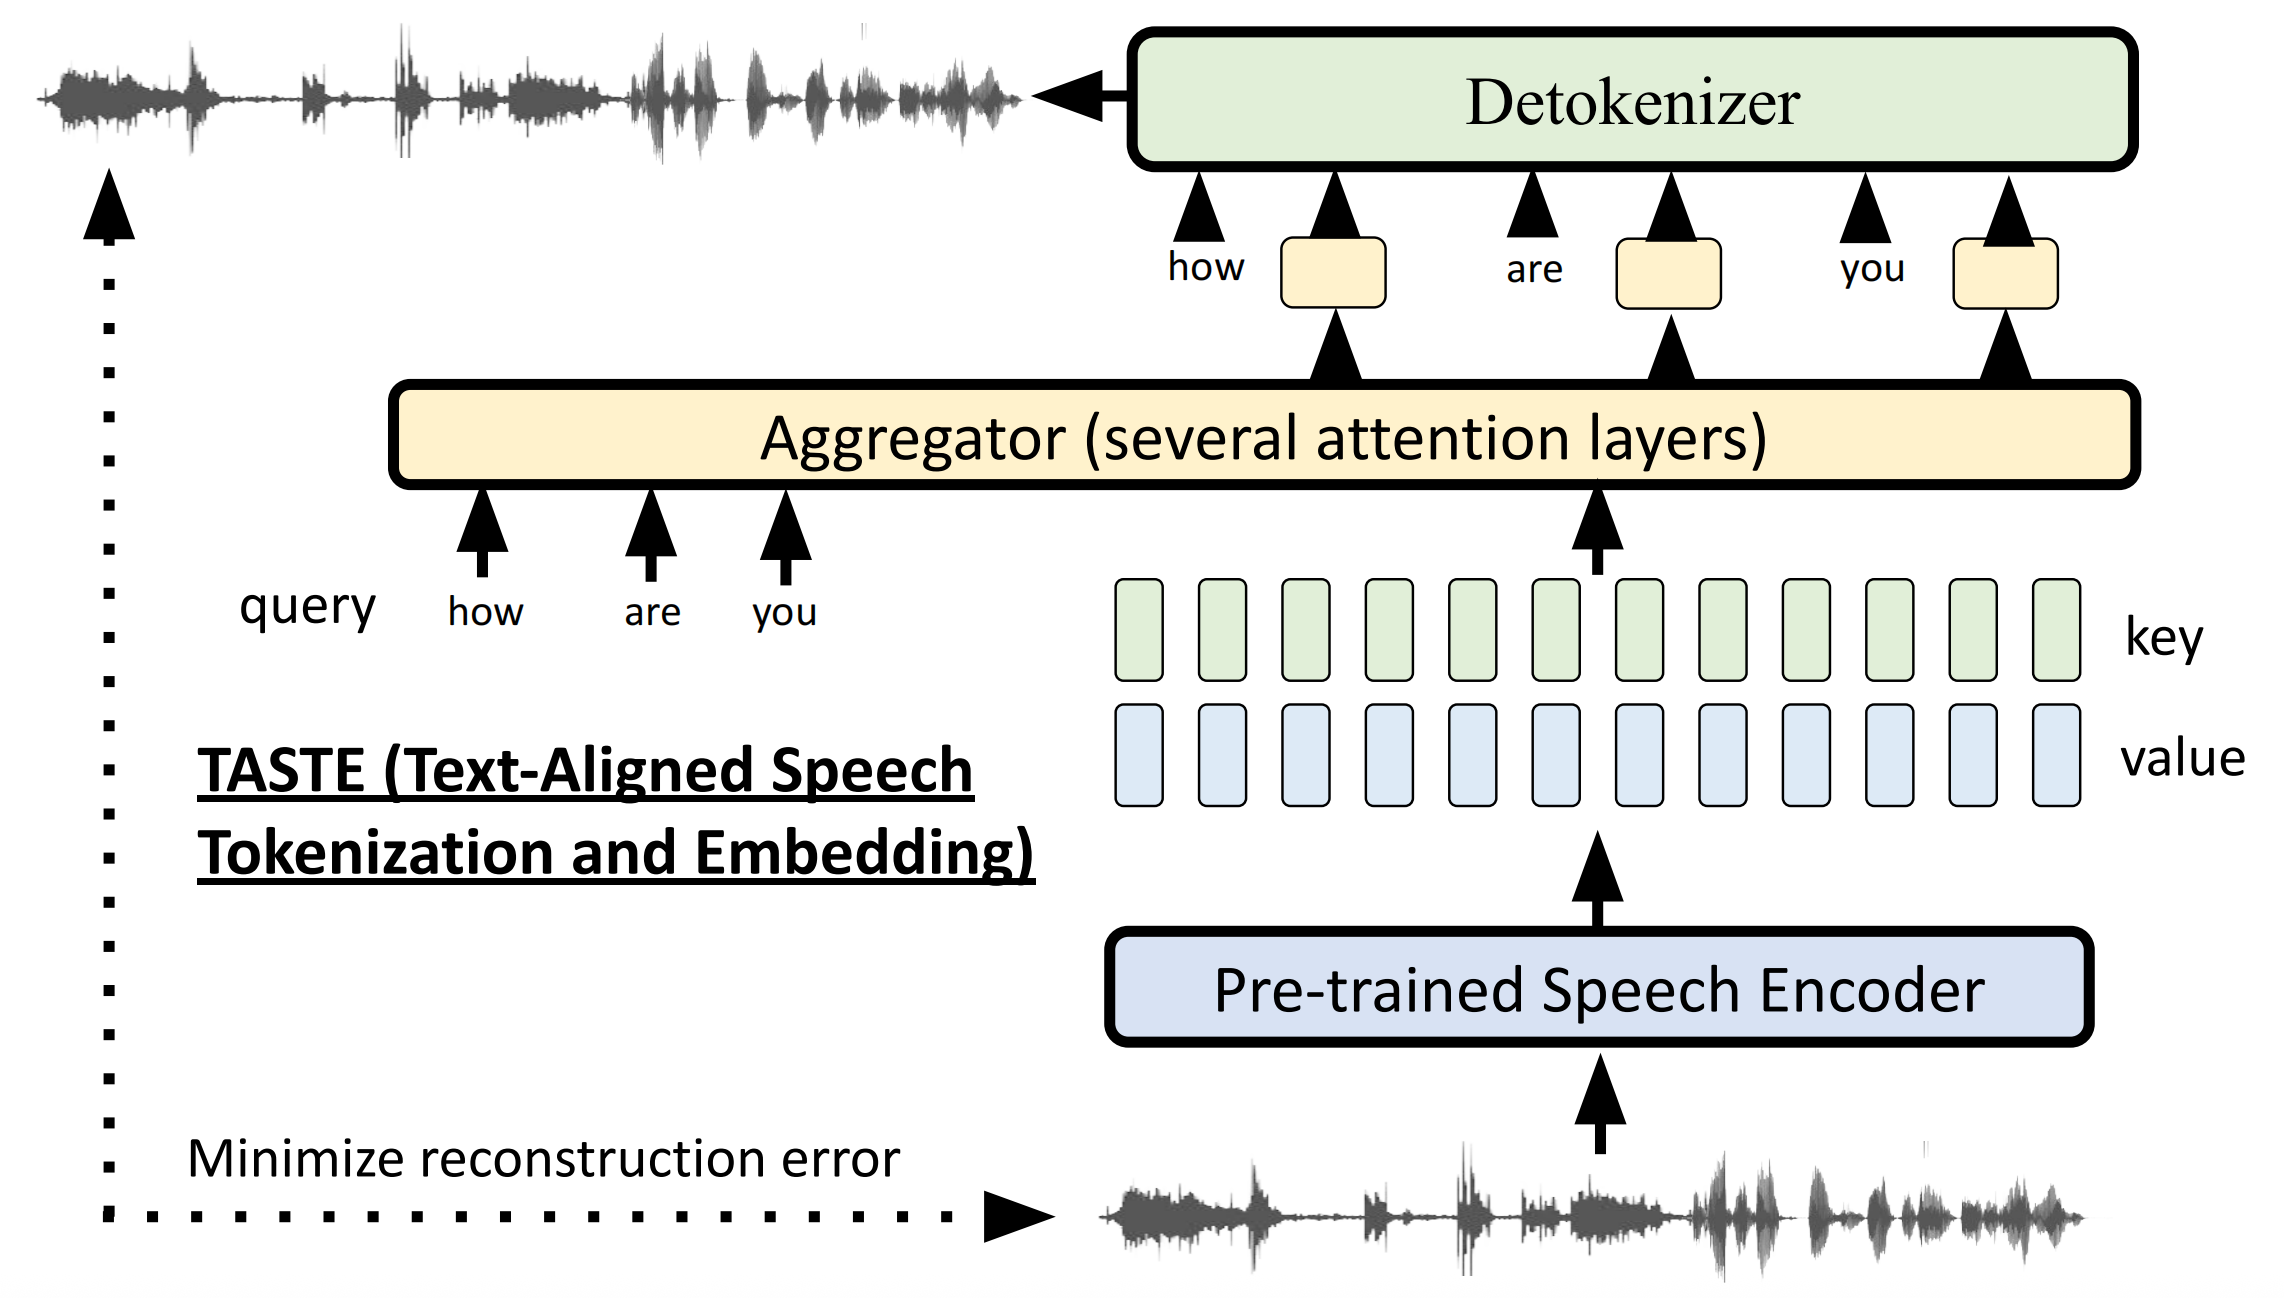 Detokenizer
how are you
Aggregator (several attention layers)
query how are you
key
value
TASTE (Text-Aligned Speech
Tokenization and Embedding)
Pre-trained Speech Encoder
Minimize reconstruction error